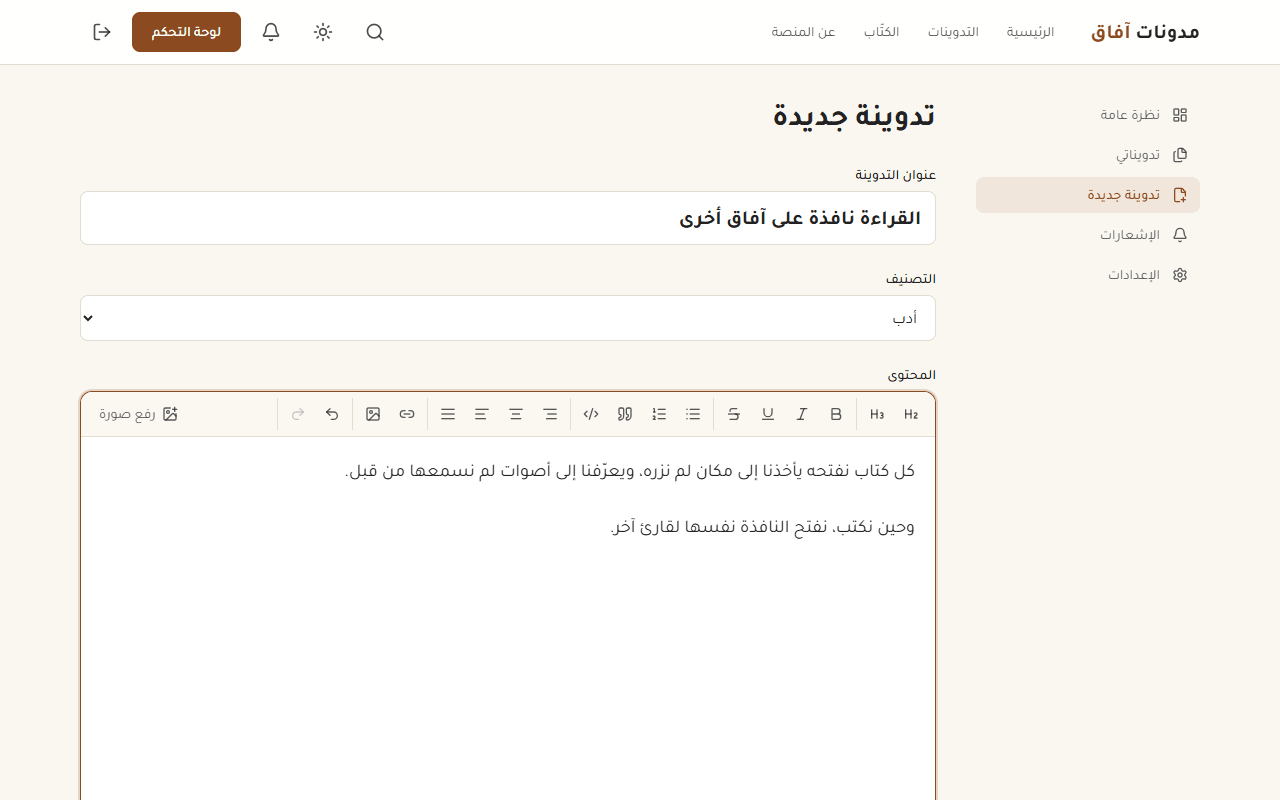 مدونات آفاق
الرئيسية
التدوينات
الكتّاب
عن المنصة
لوحة التحكم
نظرة عامة
تدويناتي
تدوينة جديدة
الإشعارات
الإعدادات
تدوينة جديدة
عنوان التدوينة
القراءة نافذة على آفاق أخرى
التصنيف
أدب
المحتوى
H2
H3
رفع صورة
كل كتاب نفتحه يأخذنا إلى مكان لم نزره، ويعرّفنا إلى أصوات لم نسمعها من قبل.
وحين نكتب، نفتح النافذة نفسها لقارئ آخر.